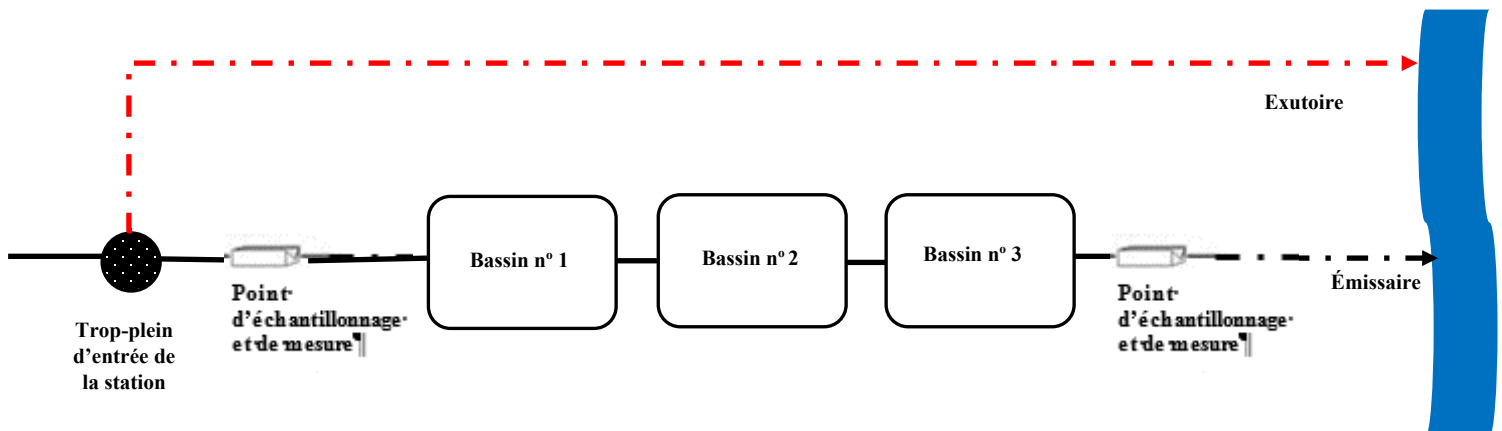 Exutoire
Bassin nº 1
Bassin nº 2
Bassin nº 3
Émissaire
Point·
d’échantillonnage·
et·de·mesure¶
Point·
d’échantillonnage·
et·de·mesure¶
Trop-plein
d’entrée de
la station